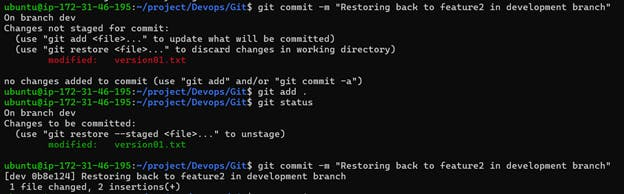 ubuntu@ip-172-31-46-195:~/project/Devops/Git$ git commit -m "Restoring back to feature2 in development branch"
On branch dev
Changes not staged for commit:
  (use "git add <file>..." to update what will be committed)
  (use "git restore <file>..." to discard changes in working directory)
        modified:   version01.txt

no changes added to commit (use "git add" and/or "git commit -a")
ubuntu@ip-172-31-46-195:~/project/Devops/Git$ git add .
ubuntu@ip-172-31-46-195:~/project/Devops/Git$ git status
On branch dev
Changes to be committed:
  (use "git restore --staged <file>..." to unstage)
        modified:   version01.txt

ubuntu@ip-172-31-46-195:~/project/Devops/Git$ git commit -m "Restoring back to feature2 in development branch"
[dev 0b8e124] Restoring back to feature2 in development branch
 1 file changed, 2 insertions(+)